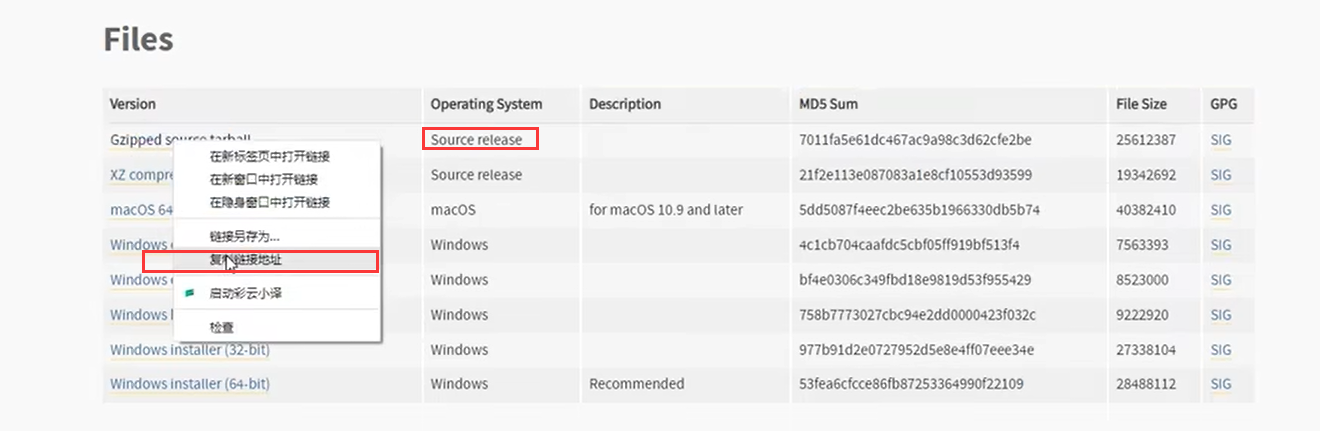 Files
Version Operating System Description MD5 Sum File Size GPG
Gzipped source tarball Source release 7011fa5e61dc467ac9a98c3d62cfe2be 25612387 SIG
在新标签页中打开链接
XZ compre Source release 21f2e113e087083a1e8cf10553d93599 19342692 SIG
在新窗口中打开链接
在隐身窗口中打开链接
macOS 64 macOS for macOS 10.9 and later 5dd5087f4eec2be635b1966330db5b74 40382410 SIG
链接另存为...
Windows Windows 4c1cb704caafdc5cbf05ff919bf513f4 7563393 SIG
复制链接地址
Windows Windows bf4e0306c349fbd18e9819d53f955429 8523000 SIG
启动彩云小译
Windows Windows 758b7773027cbc94e2dd0000423f032c 9222920 SIG
检查
Windows installer (32-bit) Windows 977b91d2e0727952d5e8e4ff07eee34e 27338104 SIG
Windows installer (64-bit) Windows Recommended 53fea6cfcce86fb87253364990f22109 28488112 SIG